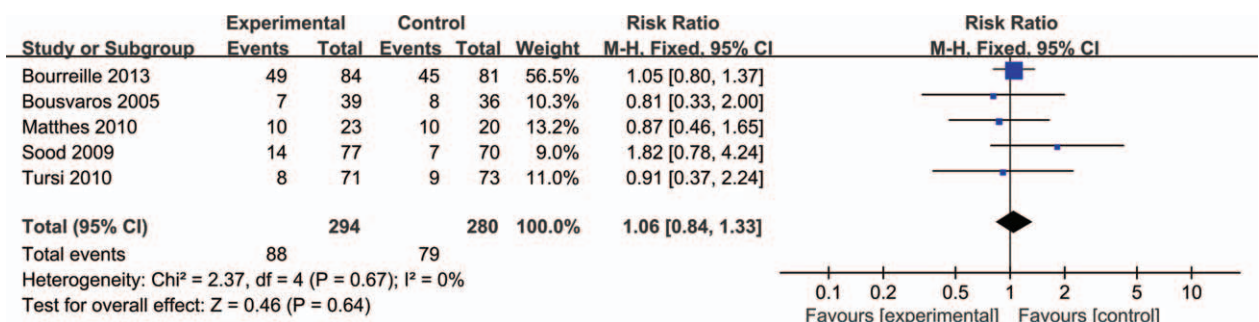 Experimental Control Risk Ratio Risk Ratio
Study or Subgroup Events Total Events Total Weight M-H. Fixed. 95% CI M-H. Fixed. 95% CI
Bourreille 2013 49 84 45 81 56.5% 1.05 [0.80, 1.37]
Bousvaros 2005 7 39 8 36 10.3% 0.81 [0.33, 2.00]
Matthes 2010 10 23 10 20 13.2% 0.87 [0.46, 1.65]
Sood 2009 14 77 7 70 9.0% 1.82 [0.78, 4.24]
Tursi 2010 8 71 9 73 11.0% 0.91 [0.37, 2.24]
Total (95% CI) 294 280 100.0% 1.06 [0.84, 1.33]
Total events 88 79
Heterogeneity: Chi² = 2.37, df = 4 (P = 0.67); I² = 0%
Test for overall effect: Z = 0.46 (P = 0.64)
0.1 0.2 0.5 1 2 5 10
Favours [experimental] Favours [control]